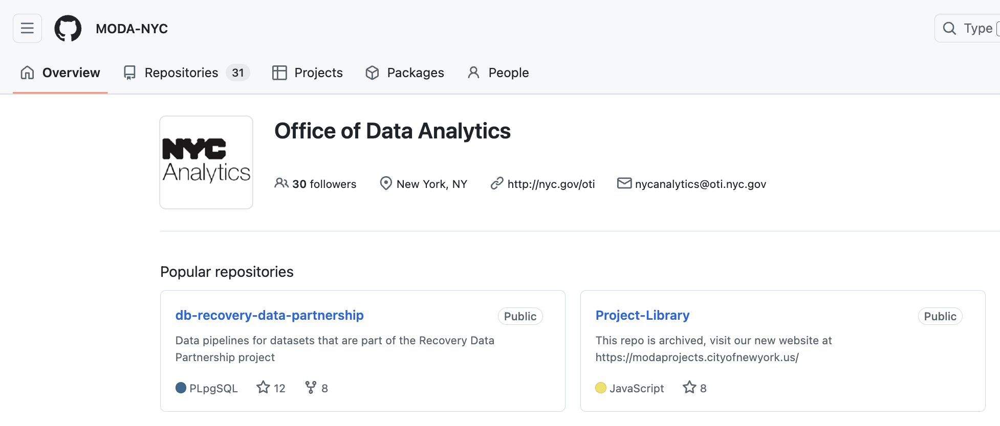 MODA-NYC
Type
Overview Repositories 31 Projects Packages People
NYC
Analytics
Office of Data Analytics
30 followers New York, NY http://nyc.gov/oti nycanalytics@oti.nyc.gov
Popular repositories
db-recovery-data-partnership Public
Data pipelines for datasets that are part of the Recovery Data
Partnership project
PLpgSQL 12 8
Project-Library Public
This repo is archived, visit our new website at
https://modaprojects.cityofnewyork.us/
JavaScript 8